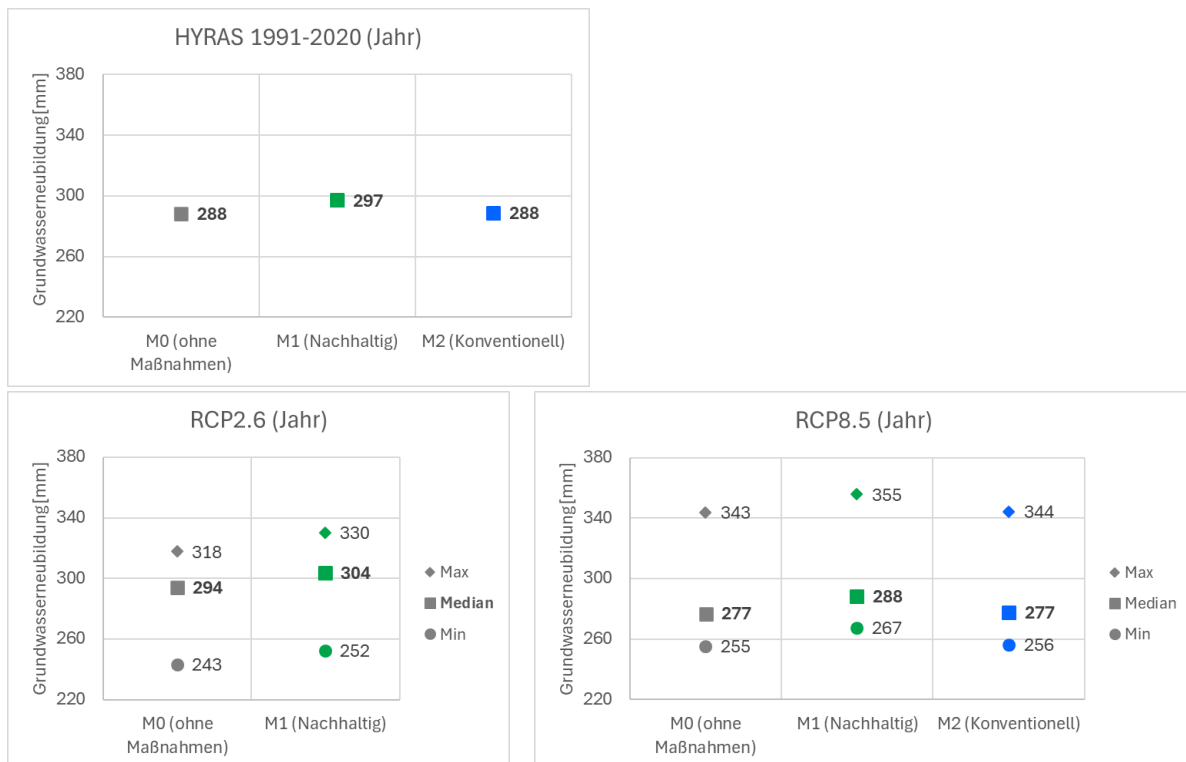 HYRAS 1991-2020 (Jahr)
Grundwasserneubildung[mm]
380
340
300
260
220
288
297
288
M0 (ohne
Maßnahmen)
M1 (Nachhaltig)
M2 (Konventionell)
RCP2.6 (Jahr)
Grundwasserneubildung[mm]
380
340
300
260
220
318
294
243
330
304
252
M0 (ohne
Maßnahmen)
M1 (Nachhaltig)
Max
Median
Min
RCP8.5 (Jahr)
Grundwasserneubildung[mm]
380
340
300
260
220
343
277
255
355
288
267
344
277
256
M0 (ohne
Maßnahmen)
M1 (Nachhaltig)
M2 (Konventionell)
Max
Median
Min